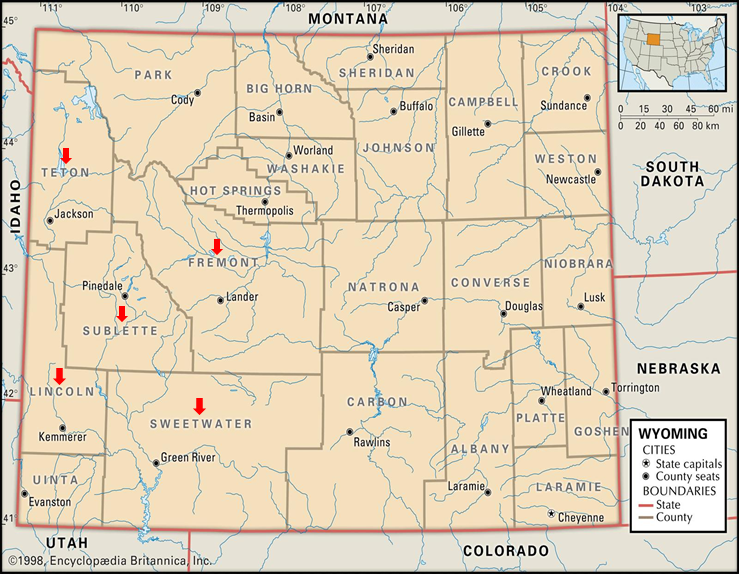 MONTANA
45°
111°
110°
109°
108°
107°
106°
105°
104°
103°
Sheridan
SHERIDAN
PARK
BIG HORN
CROOK
Cody
Buffalo
CAMPBELL
Sundance
Basin
Gillette
0 15 30 45 60 mi
0 20 40 60 80 km
44°
JOHNSON
Worland
WASHAKIE
WESTON
Newcastle
TETON
HOT SPRINGS
Thermopolis
SOUTH
DAKOTA
IDAHO
Jackson
FREMONT
NIOBRARA
43°
Pinedale
Lander
NATRONA
Casper
CONVERSE
Douglas
Lusk
SUBLETTE
NEBRASKA
42°
LINCOLN
Kemmerer
SWEETWATER
CARBON
Rawlins
Wheatland
PLATTE
Torrington
GOSHEN
Green River
ALBANY
UINTA
Evanston
Laramie
LARAMIE
Cheyenne
41°
WYOMING
CITIES
State capitals
County seats
BOUNDARIES
State
County
UTAH
COLORADO
©1998, Encyclopædia Britannica, Inc.